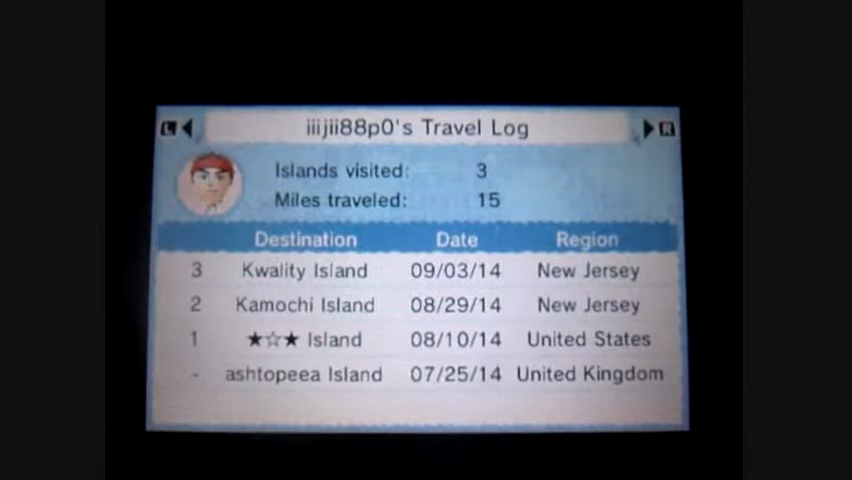 L iiijii88p0's Travel Log R
Islands visited: 3
Miles traveled: 15
Destination Date Region
3 Kwality Island 09/03/14 New Jersey
2 Kamochi Island 08/29/14 New Jersey
1 ★☆★ Island 08/10/14 United States
- ashtopeea Island 07/25/14 United Kingdom